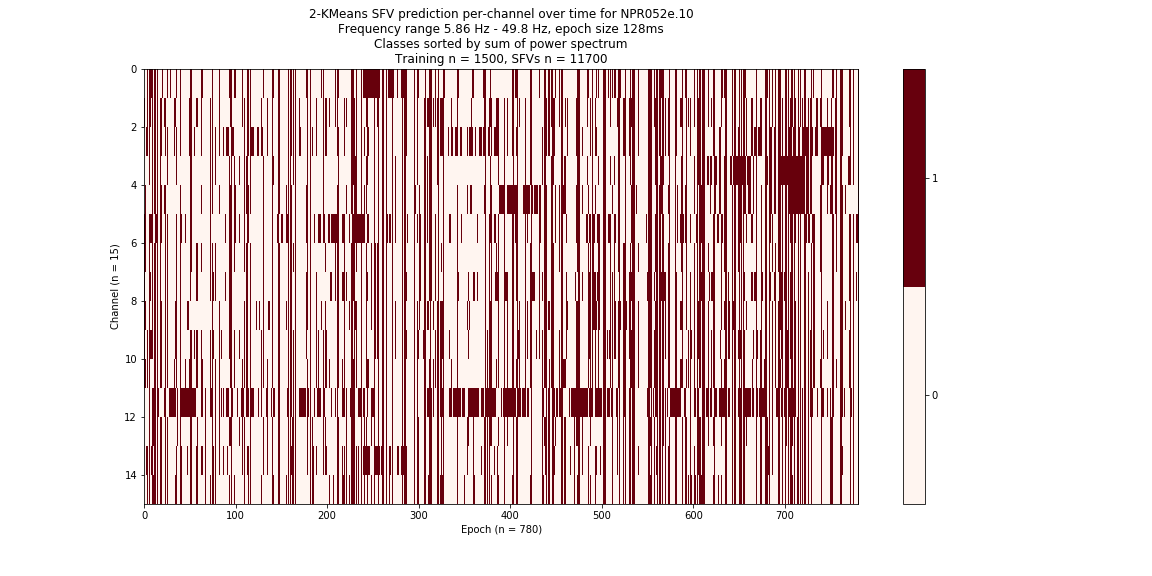 2-KMeans SFV prediction per-channel over time for NPR052e.10
Frequency range 5.86 Hz - 49.8 Hz, epoch size 128ms
Classes sorted by sum of power spectrum
Training n = 1500, SFVs n = 11700
0
2
4
6
8
10
12
14
Channel (n = 15)
0 100 200 300 400 500 600 700
Epoch (n = 780)
1
0